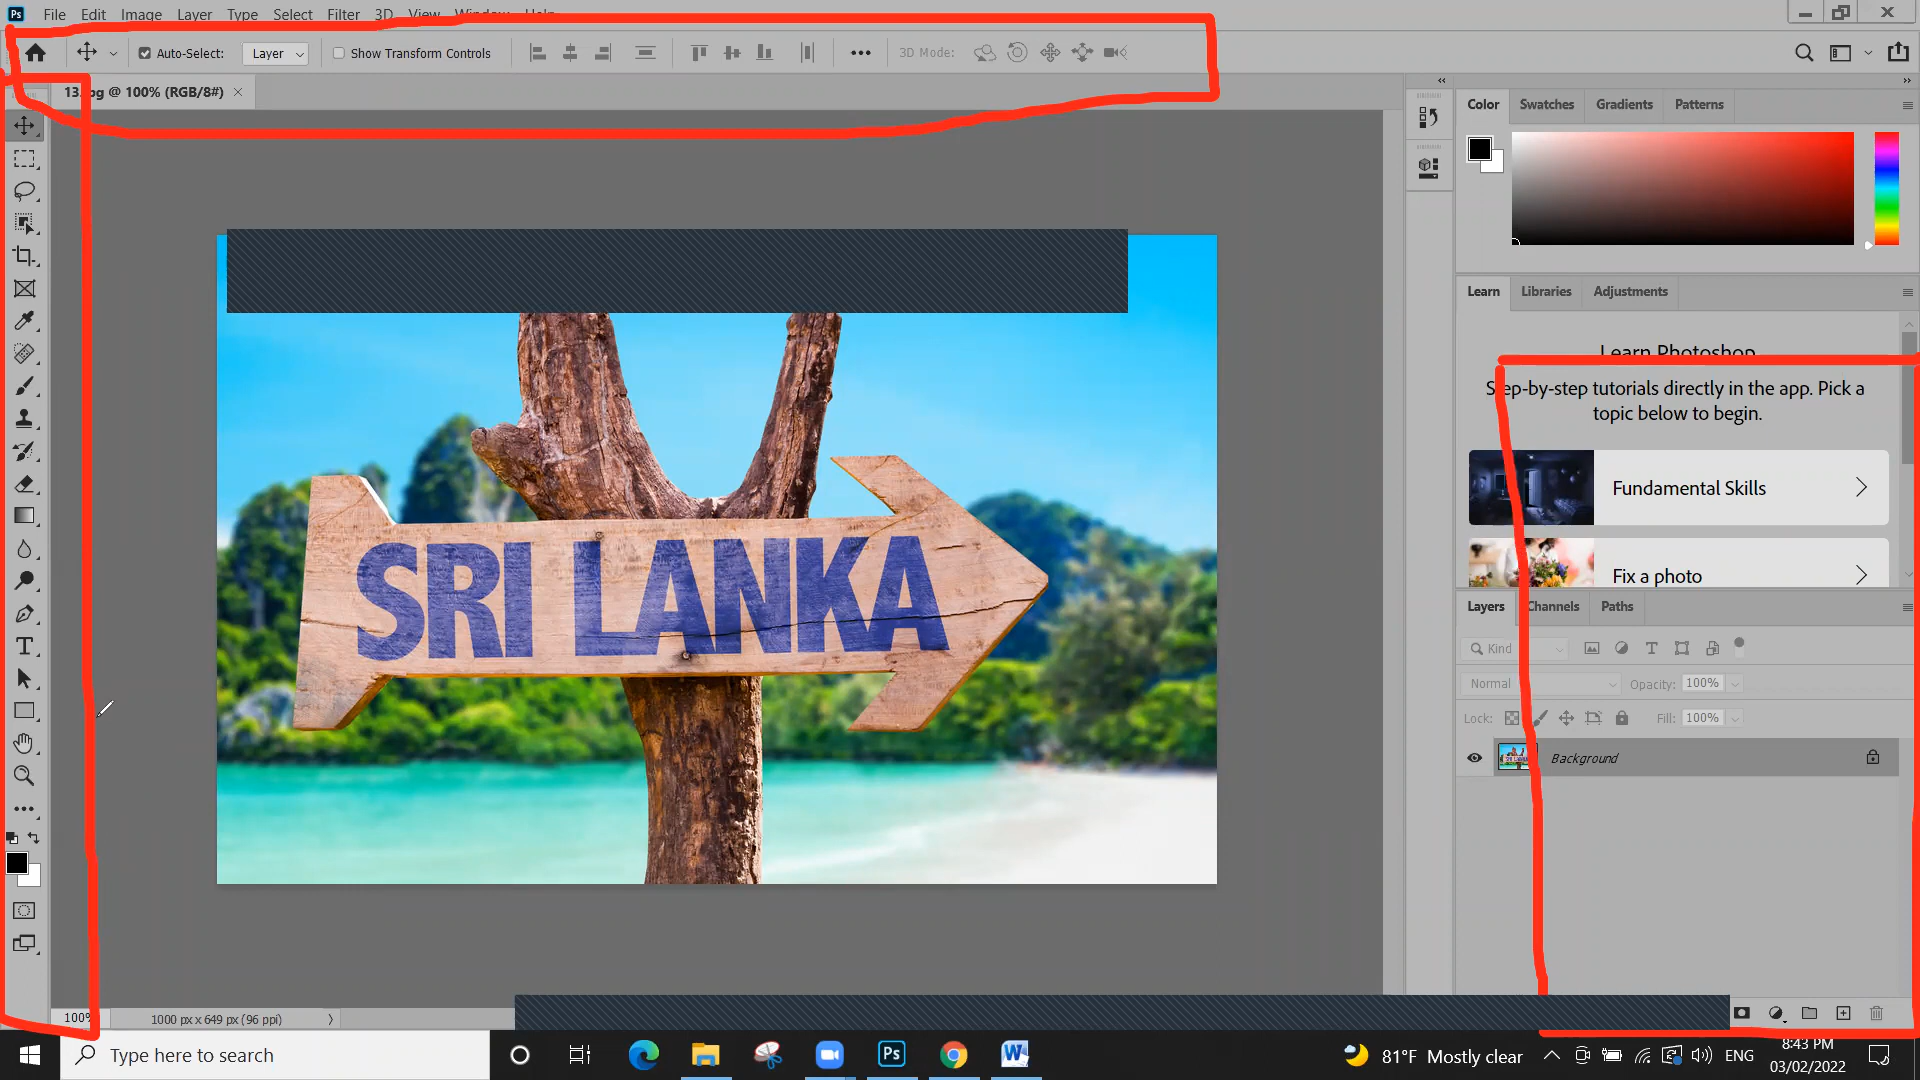 Ps File Edit Image Layer Type Select Filter 3D View Window Help
Auto-Select: Layer Show Transform Controls 3D Mode:
@ 100% (RGB/8#) ×
Color Swatches Gradients Patterns
Learn Libraries Adjustments
Learn Photoshop
Step-by-step tutorials directly in the app. Pick a
topic below to begin.
Fundamental Skills
Fix a photo
SRI LANKA
Layers Channels Paths
Kind
Normal Opacity: 100%
Lock: Fill: 100%
Background
100% 1000 px x 649 px (96 ppi)
Type here to search
Ps
81°F Mostly clear
ENG
8:43 PM
03/02/2022